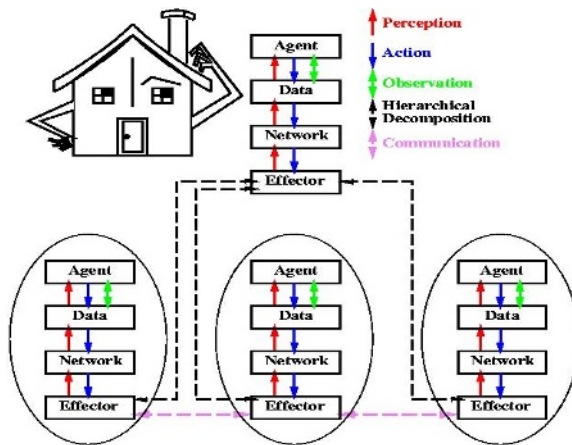 Agent
Data
Network
Effector
Perception
Action
Observation
Hierarchical
Decomposition
Communication
Agent
Data
Network
Effector
Agent
Data
Network
Effector
Agent
Data
Network
Effector